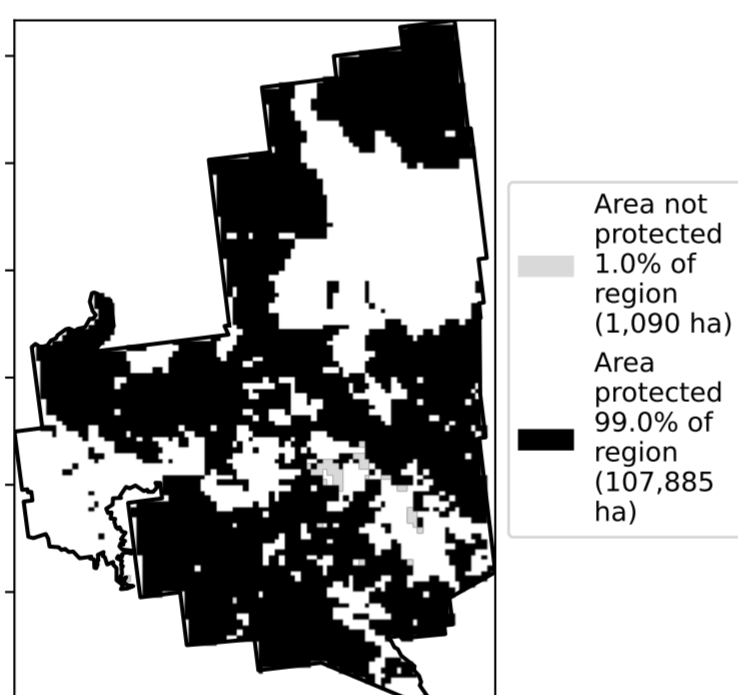 Area not
protected
1.0% of
region
(1,090 ha)
Area
protected
99.0% of
region
(107,885
ha)